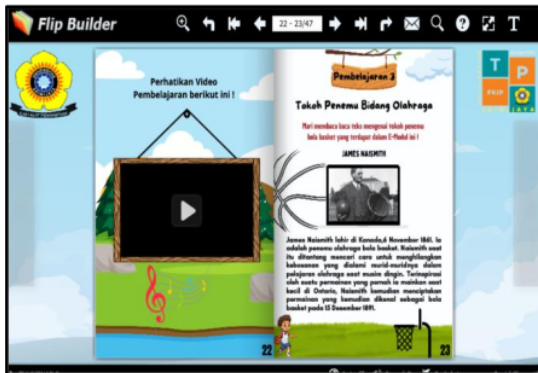 Flip Builder
22 - 23/47
T
Perhatikan Video
Pembelajaran berikut ini !
22
Pembelajaran 3
Tokoh Penemu Bidang Olahraga
Mari membaca baca teks mengenai tokoh penemu
bola basket yang terdapat dalam E-Modul ini !
JAMES NAISMITH
James Naismith lahir di Kanada,6 November 1861. Ia
adalah penemu olahraga bola basket. Naismith saat
itu ditantang mencari cara untuk menghilangkan
kebosanan yang dialami murid-muridnya dalam
pelajaran olahraga saat musim dingin. Terinspirasi
oleh suatu permainan yang pernah ia mainkan saat
kecil di Ontario, Naismith kemudian menciptakan
permainan yang kemudian dikenal sebagai bola
basket pada 15 Desember 1891.
23
T
P
FKIP